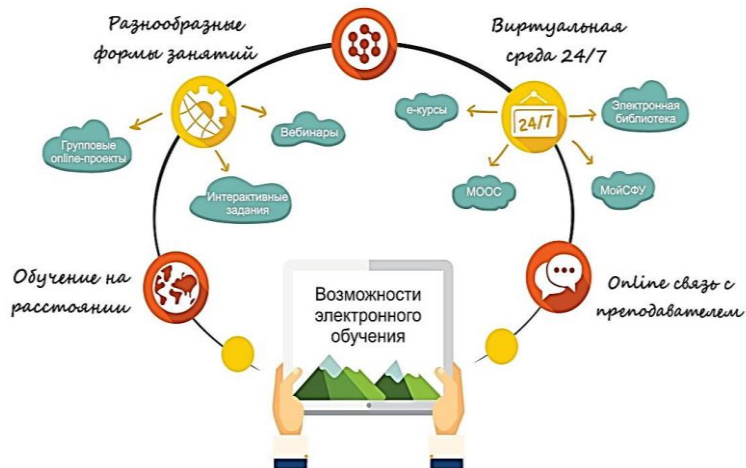 Разнообразные
формы занятий
Виртуальная
среда 24/7
Групповые
online-проекты
Вебинары
Интерактивные
задания
е-курсы
24/7
Электронная
библиотека
МООС
МойСФУ
Обучение на
расстоянии
Online связь с
преподавателем
Возможности
электронного
обучения